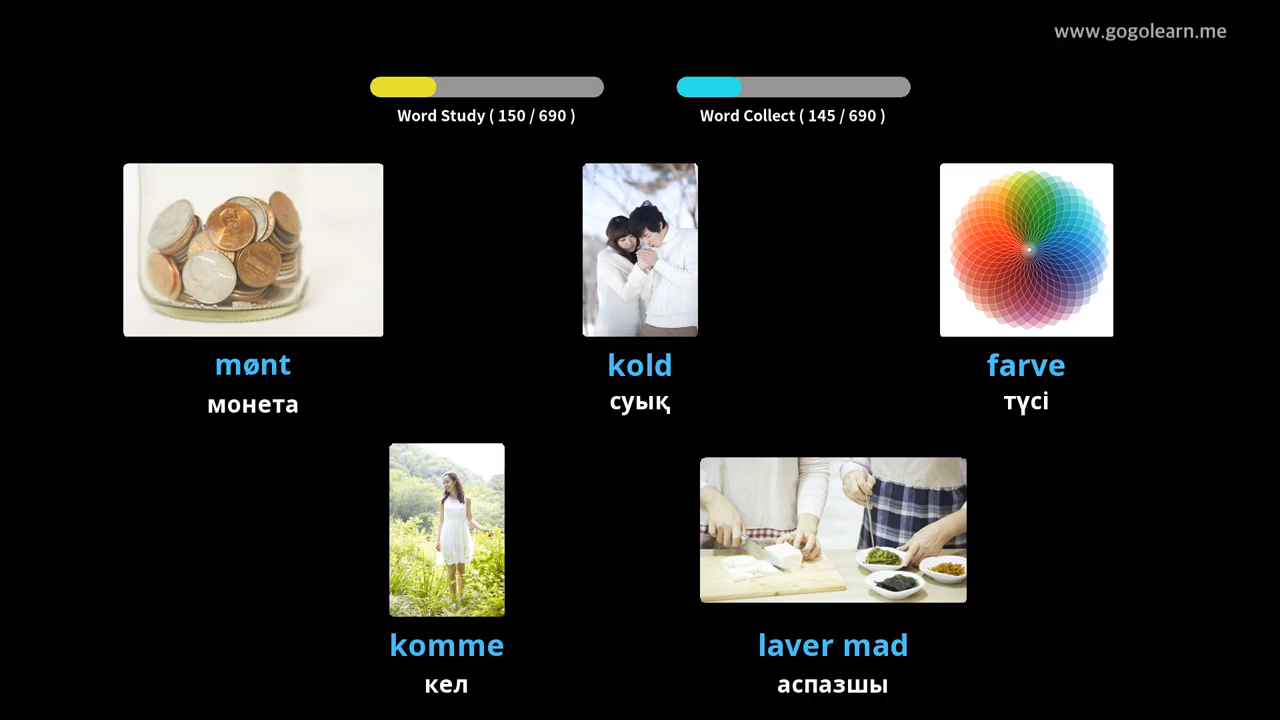 www.gogolearn.me
Word Study ( 150 / 690 )
Word Collect ( 145 / 690 )
mønt
монета
kold
суық
farve
түсі
komme
кел
laver mad
аспазшы